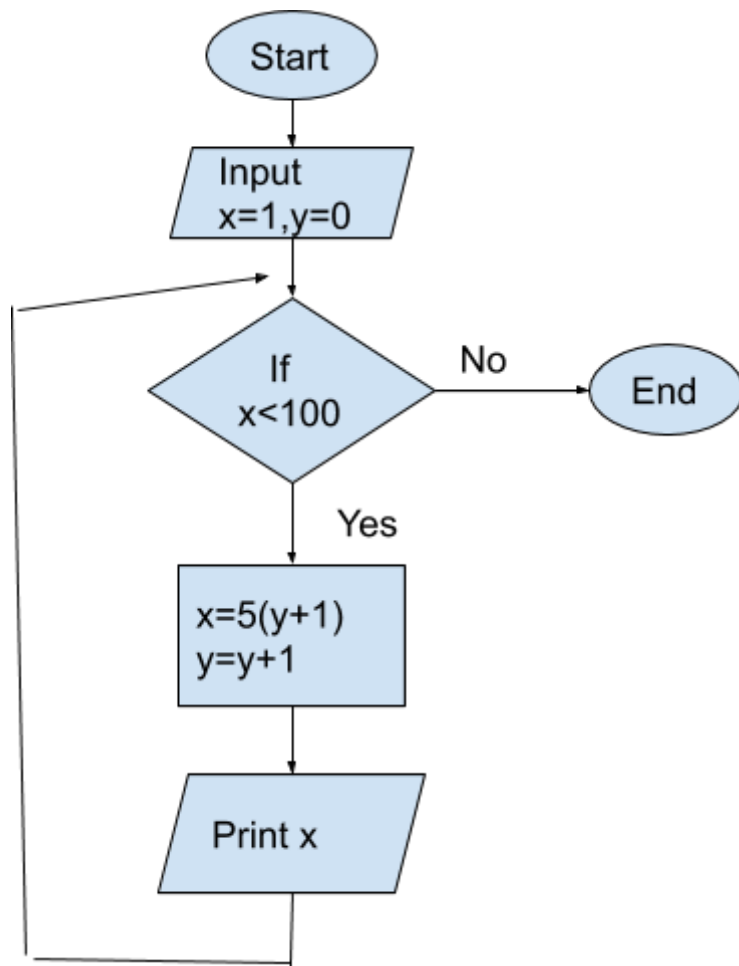 Start
Input
x=1,y=0
If
x<100
No
End
Yes
x=5(y+1)
y=y+1
Print x